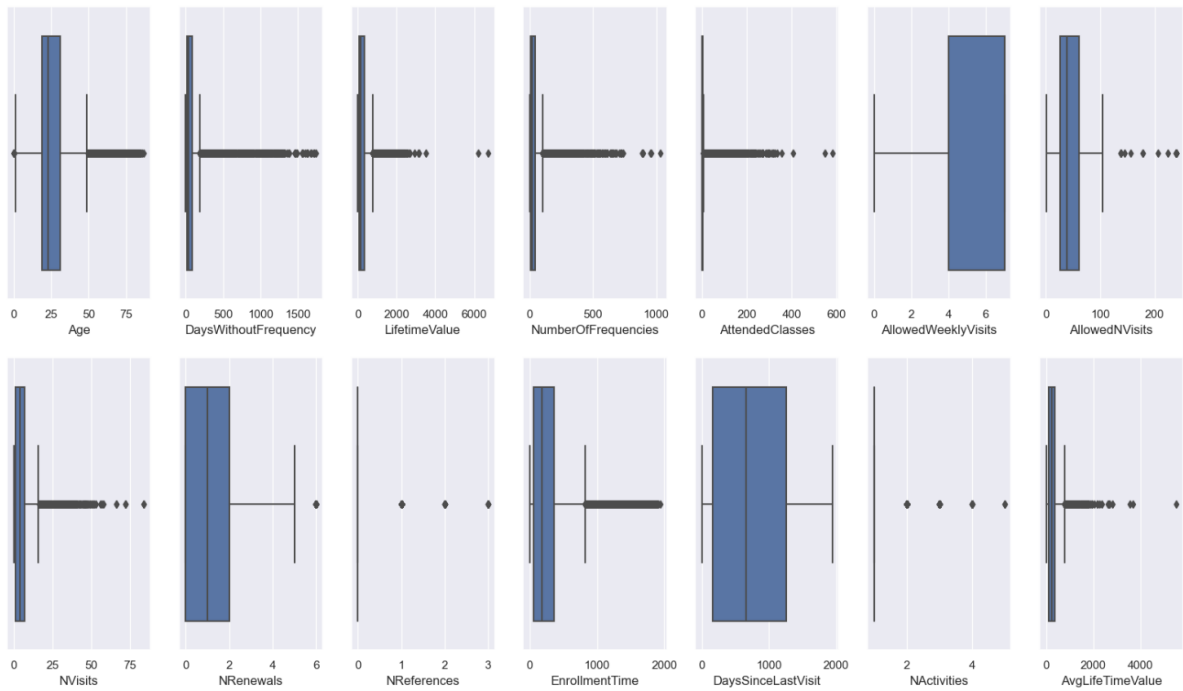 0 25 50 75 0 500 1000 1500 0 2000 4000 6000 0 500 1000 0 200 400 600 0 2 4 6 0 100 200
Age DaysWithoutFrequency LifetimeValue NumberOfFrequencies AttendedClasses AllowedWeeklyVisits AllowedNVisits
0 25 50 75 0 2 4 6 0 1 2 3 0 1000 2000 0 1000 2000 2 4 0 2000 4000
NVisits NRenewals NReferences EnrollmentTime DaysSinceLastVisit NActivities AvgLifeTimeValue